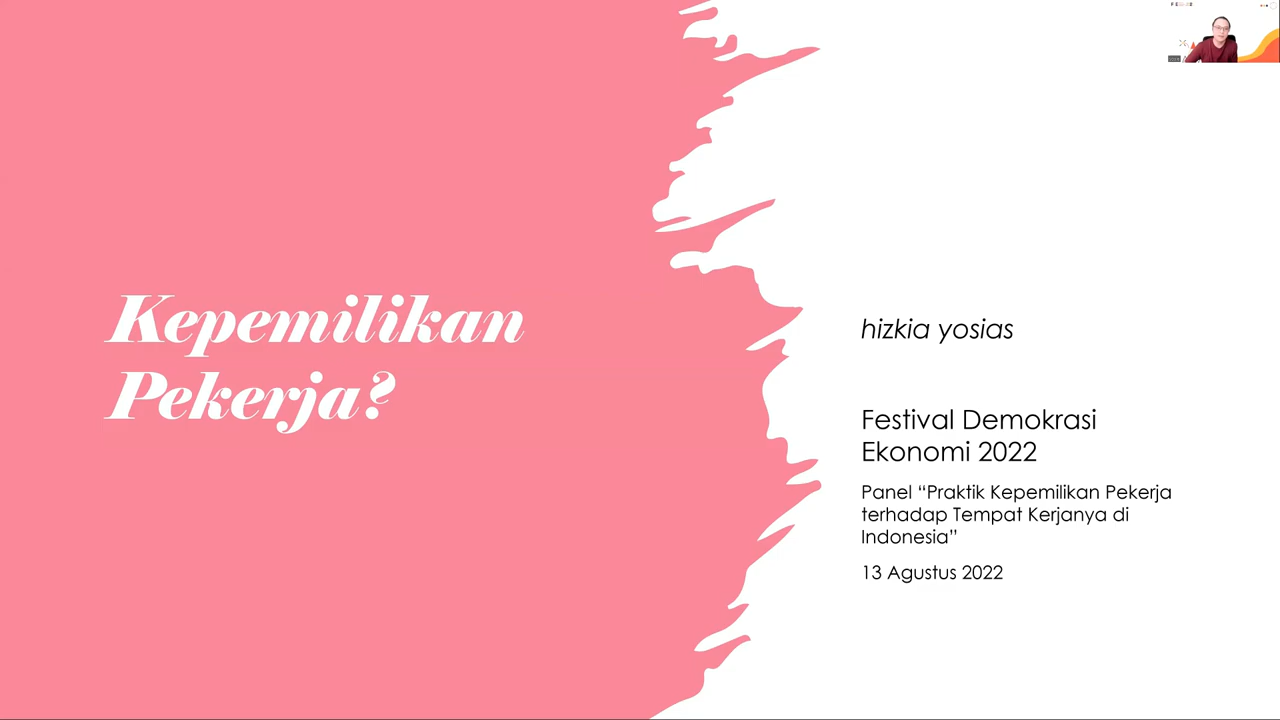 Kepemilikan
Pekerja?
hizkia yosias
Festival Demokrasi
Ekonomi 2022
Panel “Praktik Kepemilikan Pekerja
terhadap Tempat Kerjanya di
Indonesia”
13 Agustus 2022